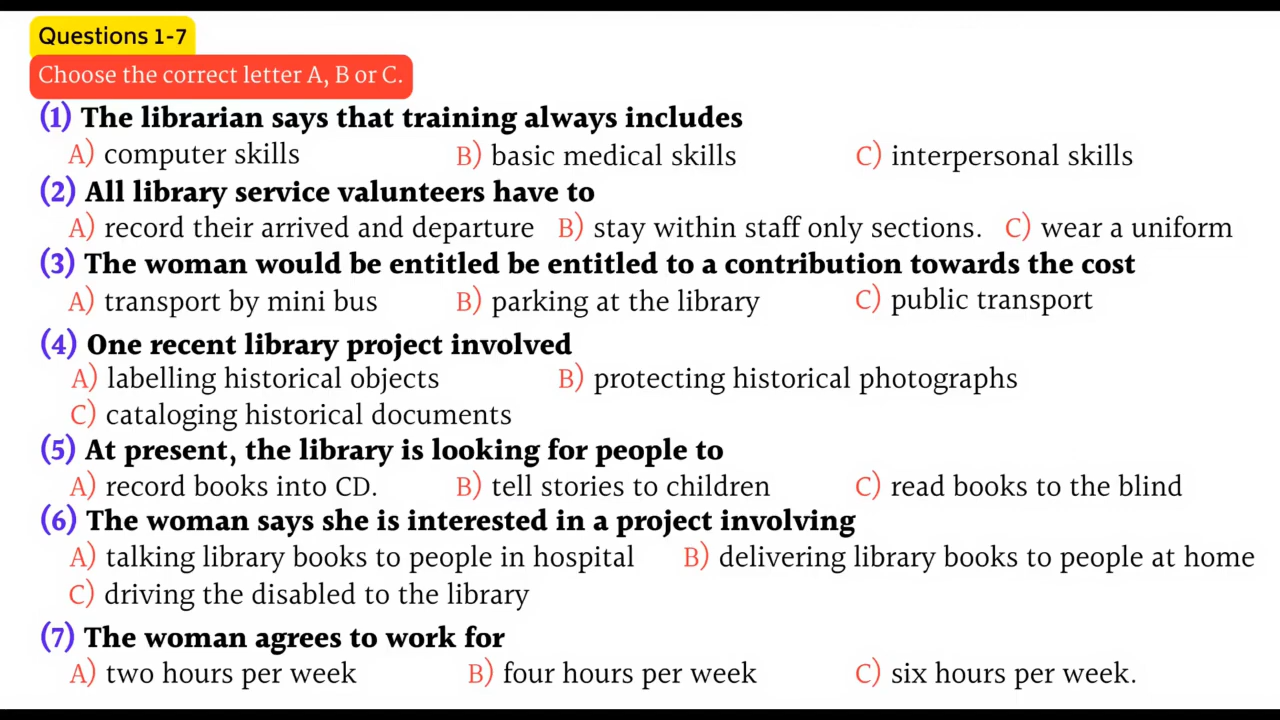 Questions 1-7
Choose the correct letter A, B or C.
(1) The librarian says that training always includes
A) computer skills B) basic medical skills C) interpersonal skills
(2) All library service valunteers have to
A) record their arrived and departure B) stay within staff only sections. C) wear a uniform
(3) The woman would be entitled be entitled to a contribution towards the cost
A) transport by mini bus B) parking at the library C) public transport
(4) One recent library project involved
A) labelling historical objects B) protecting historical photographs
C) cataloging historical documents
(5) At present, the library is looking for people to
A) record books into CD. B) tell stories to children C) read books to the blind
(6) The woman says she is interested in a project involving
A) talking library books to people in hospital B) delivering library books to people at home
C) driving the disabled to the library
(7) The woman agrees to work for
A) two hours per week B) four hours per week C) six hours per week.